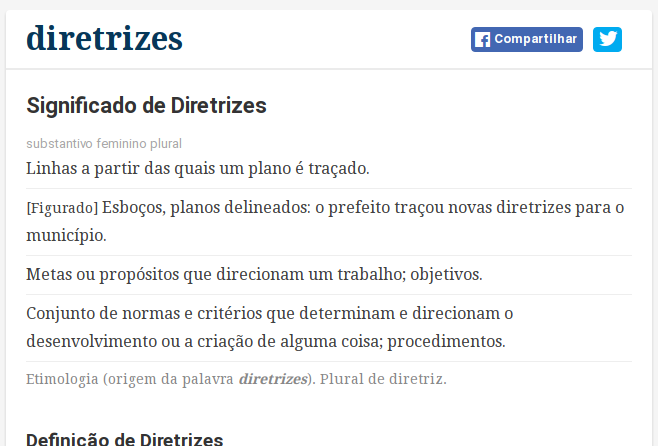 diretrizes
Compartilhar
Significado de Diretrizes
substantivo feminino plural
Linhas a partir das quais um plano é traçado.
[Figurado] Esboços, planos delineados: o prefeito traçou novas diretrizes para o
município.
Metas ou propósitos que direcionam um trabalho; objetivos.
Conjunto de normas e critérios que determinam e direcionam o
desenvolvimento ou a criação de alguma coisa; procedimentos.
Etimologia (origem da palavra diretrizes). Plural de diretriz.
Definição de Diretrizes